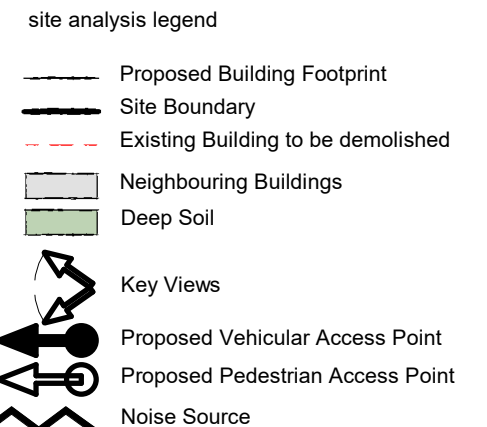 site analysis legend
Proposed Building Footprint
Site Boundary
Existing Building to be demolished
Neighbouring Buildings
Deep Soil
Key Views
Proposed Vehicular Access Point
Proposed Pedestrian Access Point
Noise Source